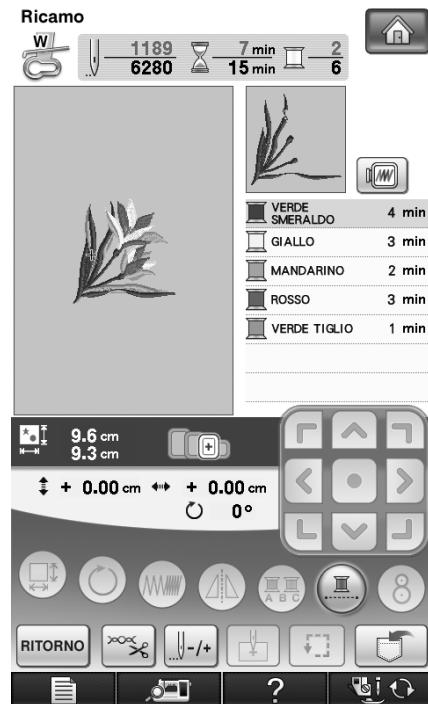 Ricamo
W
1189 7 min 2
6280 15 min 6
VERDE
SMERALDO 4 min
GIALLO 3 min
MANDARINO 2 min
ROSSO 3 min
VERDE TIGLIO 1 min
9.6 cm
9.3 cm
+ 0.00 cm + 0.00 cm
0°
A B C
8
RITORNO
-/+
?